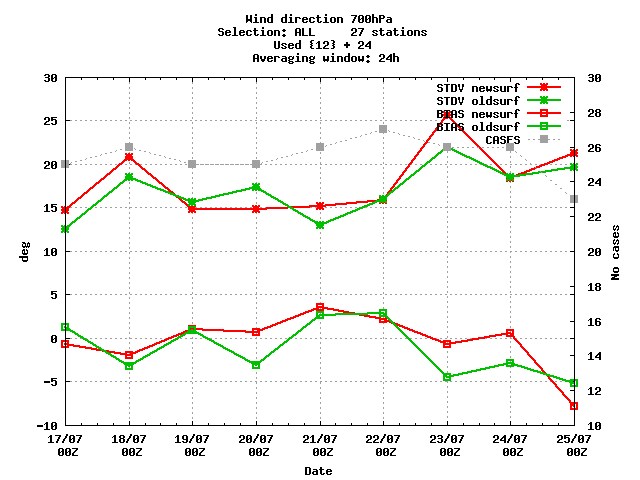 Wind direction 700hPa
Selection: ALL 27 stations
Used {12} + 24
Averaging window: 24h
STDV newsurf
STDV oldsurf
BIAS newsurf
BIAS oldsurf
CASES
30
25
20
15
10
5
0
-5
-10
deg
30
28
26
24
22
20
18
16
14
12
10
No cases
17/07 18/07 19/07 20/07 21/07 22/07 23/07 24/07 25/07
00Z 00Z 00Z 00Z 00Z 00Z 00Z 00Z 00Z
Date